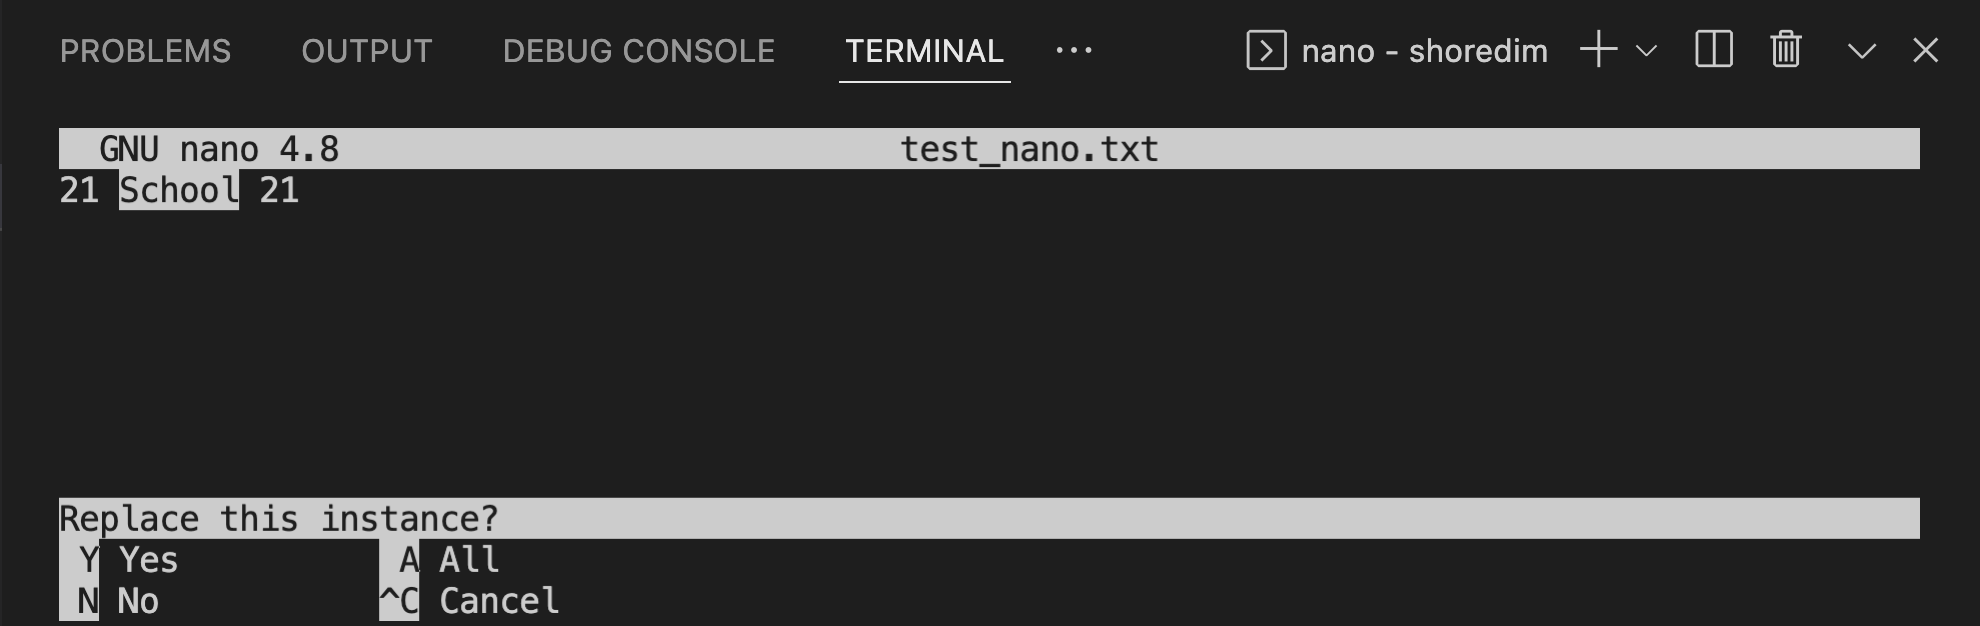 PROBLEMS OUTPUT DEBUG CONSOLE TERMINAL ... nano - shoredim
GNU nano 4.8 test_nano.txt
21 School 21
Replace this instance?
Y Yes A All
N No ^C Cancel